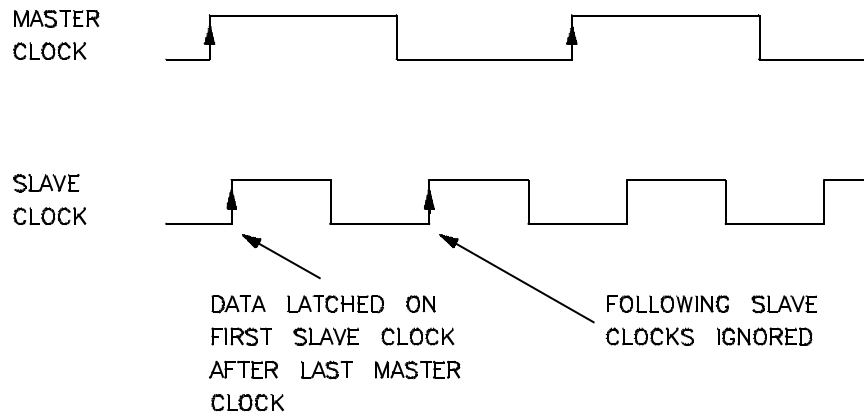 MASTER
CLOCK
SLAVE
CLOCK
DATA LATCHED ON
FIRST SLAVE CLOCK
AFTER LAST MASTER
CLOCK
FOLLOWING SLAVE
CLOCKS IGNORED